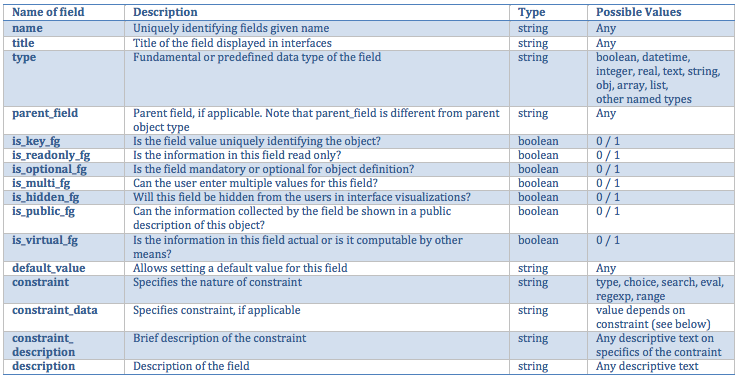 Name of field Description Type Possible Values
name Uniquely identifying fields given name string Any
title Title of the field displayed in interfaces string Any
type Fundamental or predefined data type of the field string boolean, datetime,
integer, real, text, string,
obj, array, list,
other named types
parent_field Parent field, if applicable. Note that parent_field is different from parent string Any
object type
is_key_fg Is the field value uniquely identifying the object? boolean 0 / 1
is_readonly_fg Is the information in this field read only? boolean 0 / 1
is_optional_fg Is the field mandatory or optional for object definition? boolean 0 / 1
is_multi_fg Can the user enter multiple values for this field? boolean 0 / 1
is_hidden_fg Will this field be hidden from the users in interface visualizations? boolean 0 / 1
is_public_fg Can the information collected by the field be shown in a public boolean 0 / 1
description of this object?
is_virtual_fg Is the information in this field actual or is it computable by other boolean 0 / 1
means?
default_value Allows setting a default value for this field string Any
constraint Specifies the nature of constraint string type, choice, search, eval,
regexp, range
constraint_data Specifies constraint, if applicable string value depends on
constraint (see below)
constraint_ Brief description of the constraint string Any descriptive text on
description specifics of the contraint
description Description of the field string Any descriptive text